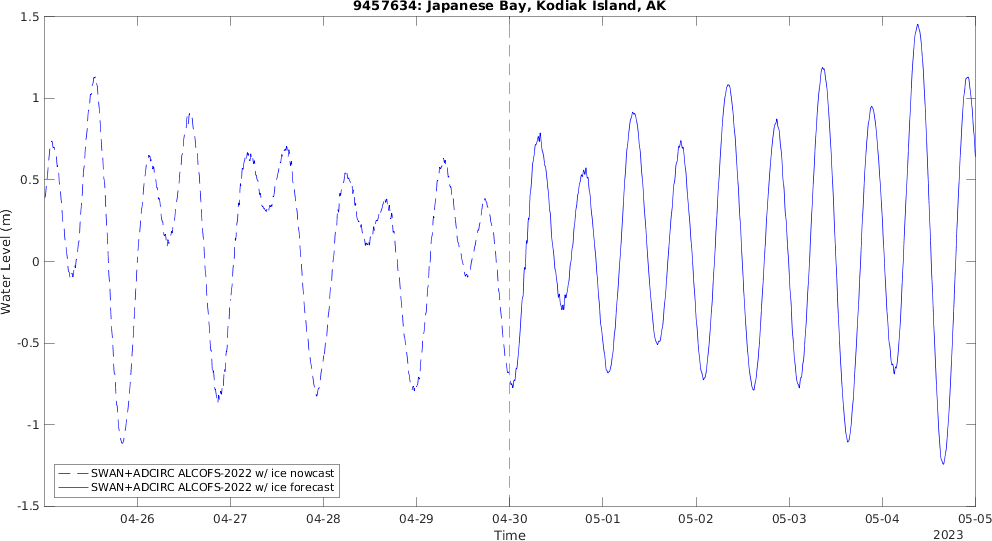 9457634: Japanese Bay, Kodiak Island, AK
1.5
1
0.5
0
-0.5
-1
-1.5
Water Level (m)
SWAN+ADCIRC ALCOFS-2022 w/ ice nowcast
SWAN+ADCIRC ALCOFS-2022 w/ ice forecast
04-26 04-27 04-28 04-29 04-30 05-01 05-02 05-03 05-04 05-05
Time
2023